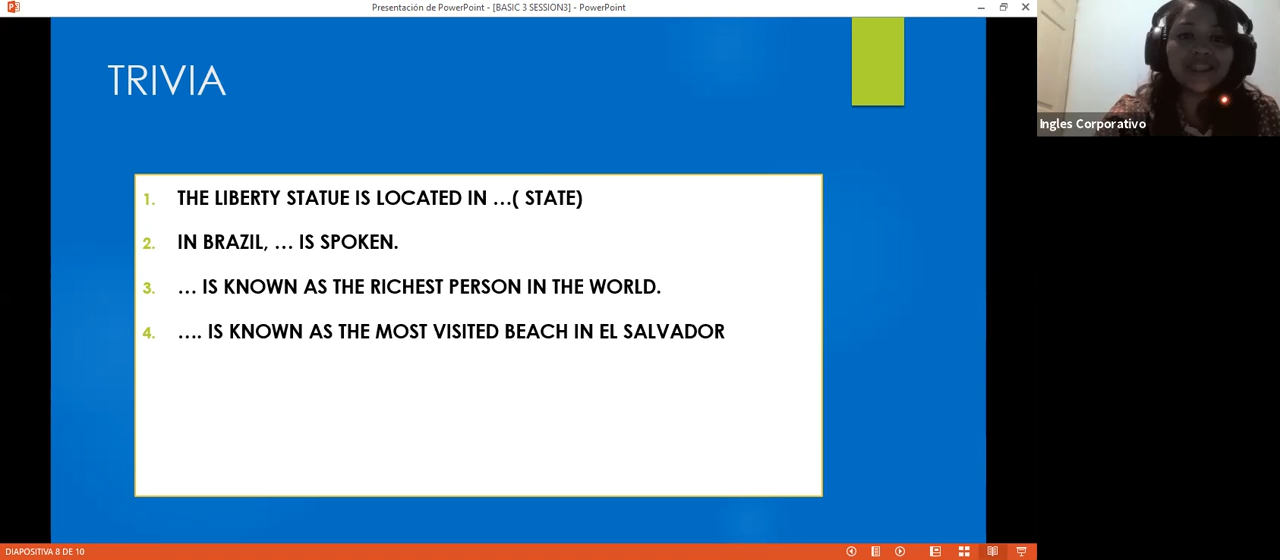 Presentación de PowerPoint - [BASIC 3 SESSION3] - PowerPoint
TRIVIA
1. THE LIBERTY STATUE IS LOCATED IN ...( STATE)
2. IN BRAZIL, ... IS SPOKEN.
3. ... IS KNOWN AS THE RICHEST PERSON IN THE WORLD.
4. .... IS KNOWN AS THE MOST VISITED BEACH IN EL SALVADOR
Ingles Corporativo
DIAPOSITIVA 8 DE 10